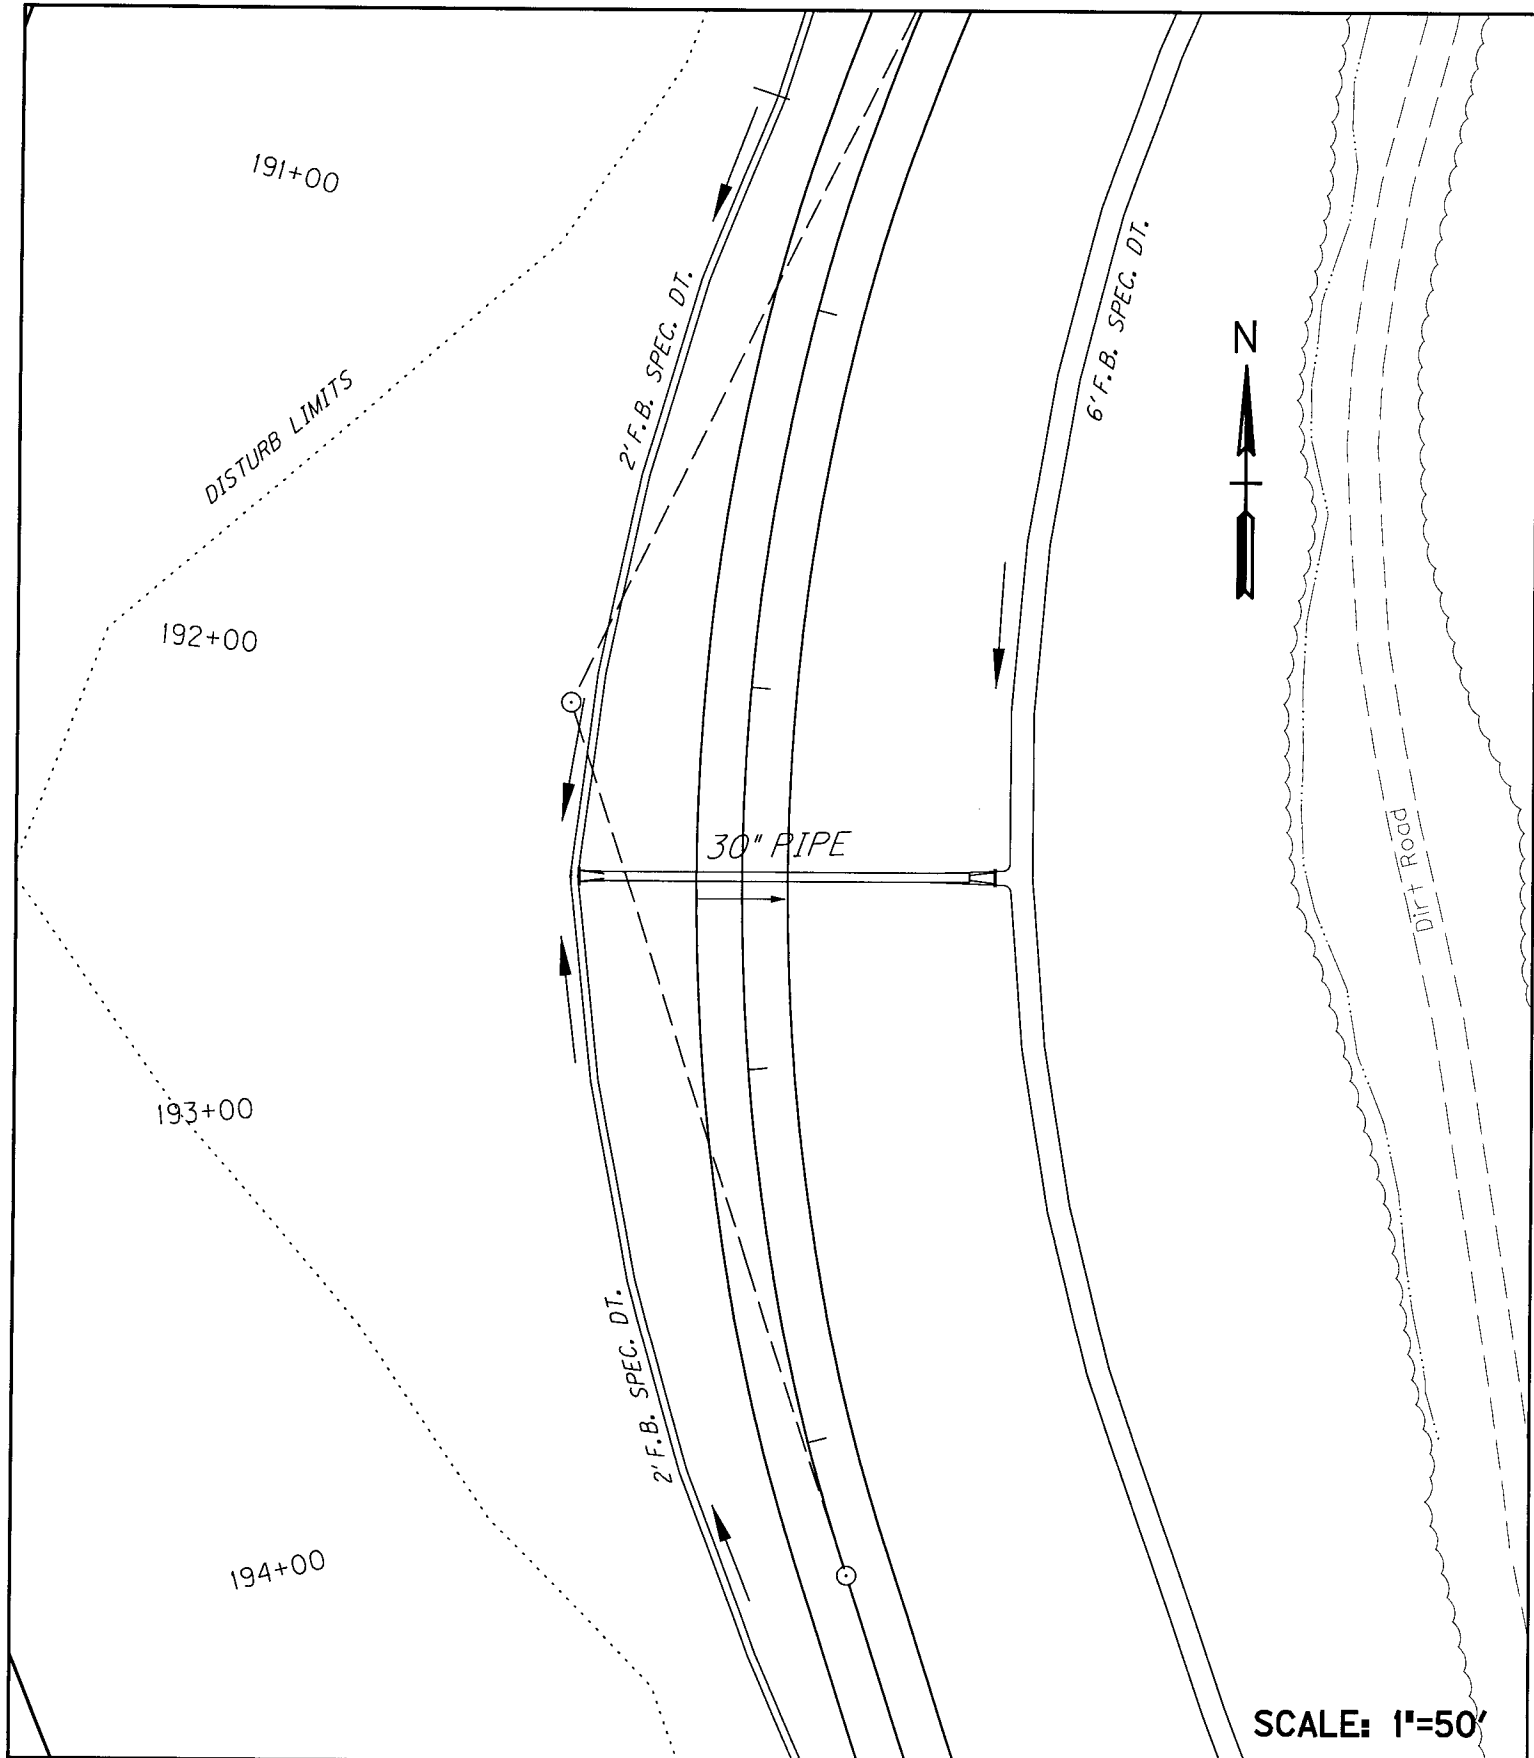 191+00
2' F.B. SPEC. DT.
6' F.B. SPEC. DT.
N
DISTURB LIMITS
192+00
30" PIPE
Dirt Road
193+00
2' F.B. SPEC. DT.
194+00
SCALE: 1"=50'